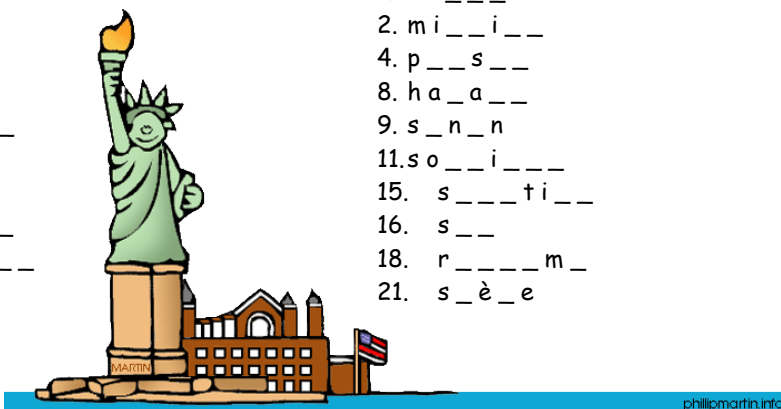 2. m i _ _ i _ _
4. p _ _ s _ _
8. h a _ a _ _
9. s _ n _ n
11.s o _ _ i _ _ _
15. s _ _ _ t i _ _
16. s _ _
18. r _ _ _ _ m _
21. s _ è _ e
MARTIN
phillipmartin.info